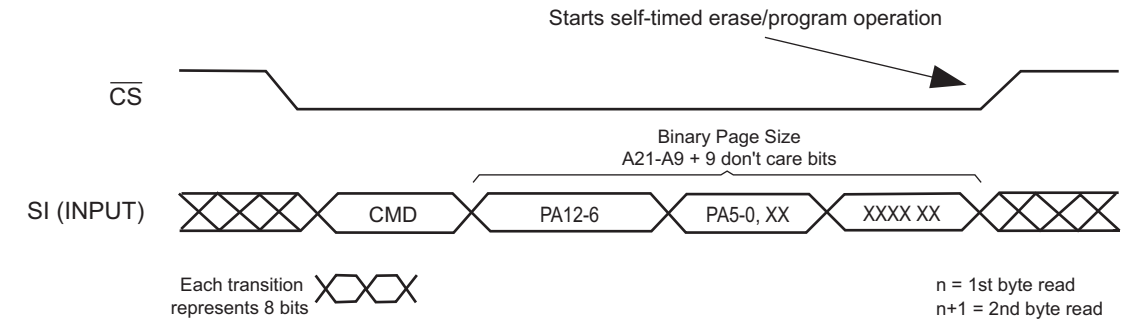 Starts self-timed erase/program operation
CS
Binary Page Size
A21-A9 + 9 don't care bits
SI (INPUT)
CMD
PA12-6
PA5-0, XX
XXXX XX
Each transition
represents 8 bits
n = 1st byte read
n+1 = 2nd byte read